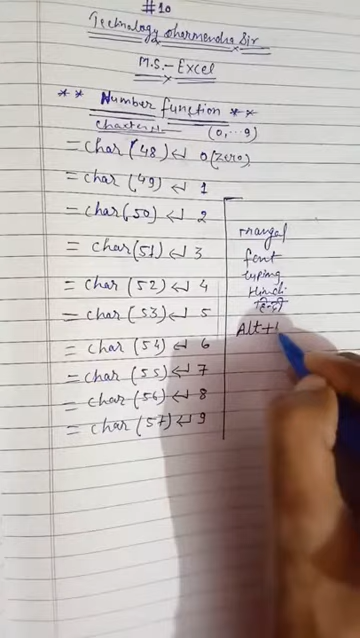 #10
Technology Dharmendra Sir
M.S.- Excel
** Number function **
Character (0,...9)
= char (48) ↵ 0 (zero)
= char (49) ↵ 1
= char (50) ↵ 2
= char (51) ↵ 3
= char (52) ↵ 4
= char (53) ↵ 5
= char (54) ↵ 6
= char (55) ↵ 7
= char (56) ↵ 8
= char (57) ↵ 9
mangal
font
typing
Hindi
हिन्दी
Alt+